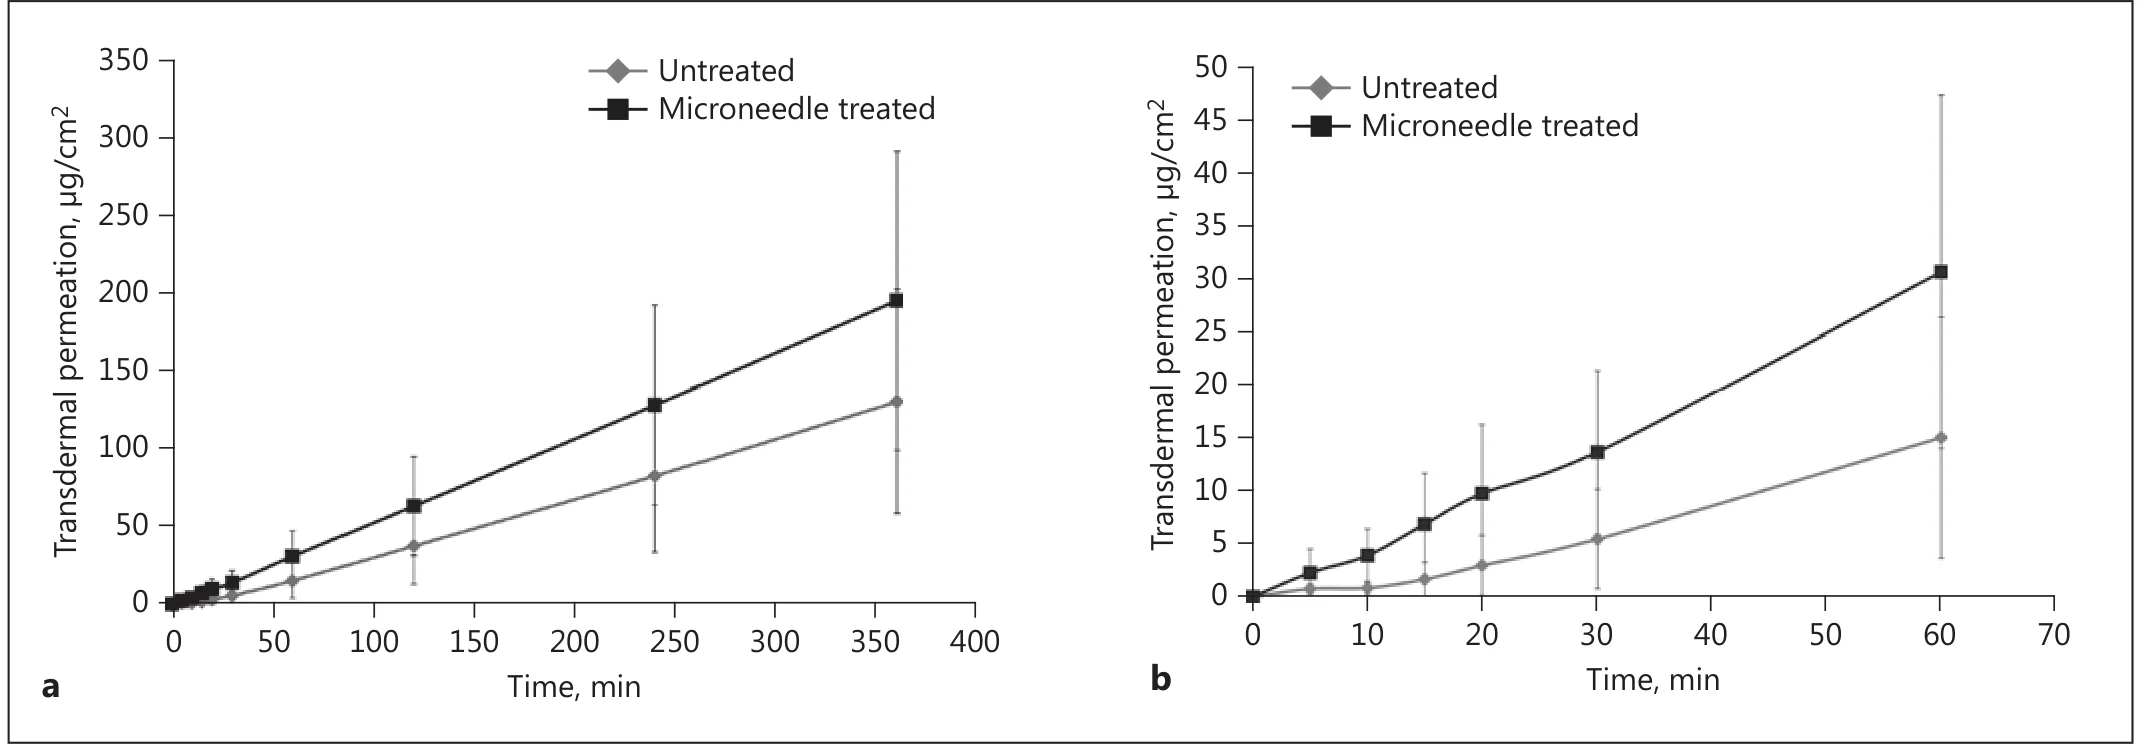 350
300
250
200
150
100
50
0
Transdermal permeation, µg/cm²
Untreated
Microneedle treated
0 50 100 150 200 250 300 350 400
Time, min
a
50
45
40
35
30
25
20
15
10
5
0
Transdermal permeation, µg/cm²
Untreated
Microneedle treated
0 10 20 30 40 50 60 70
Time, min
b